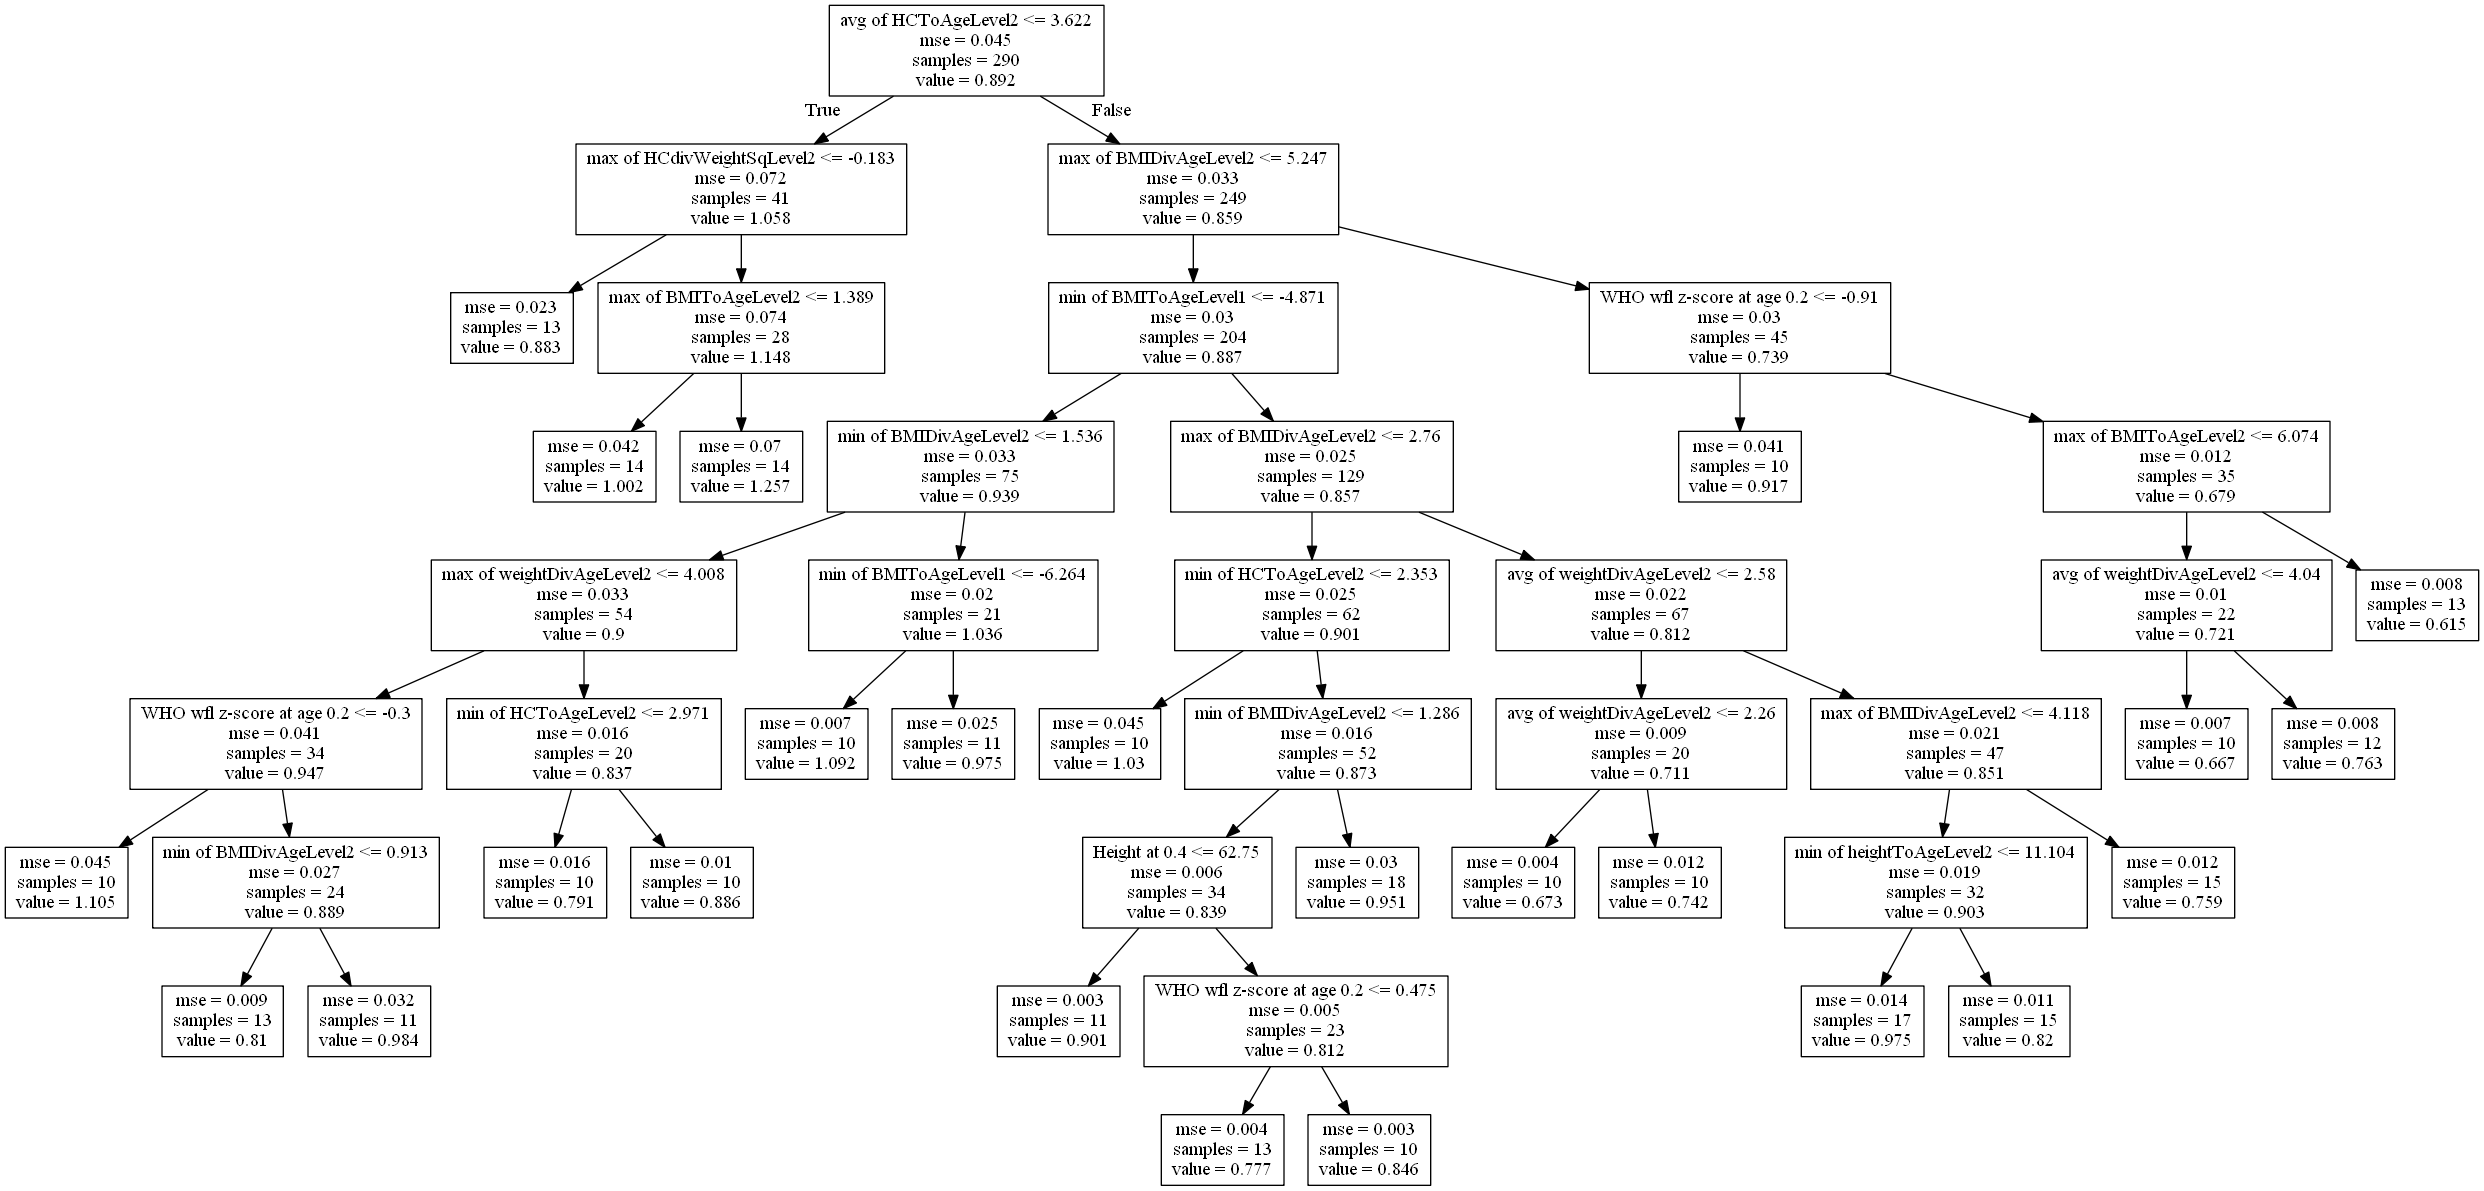 avg of HCToAgeLevel2 <= 3.622
mse = 0.045
samples = 290
value = 0.892
True
False
max of HCdivWeightSqLevel2 <= -0.183
mse = 0.072
samples = 41
value = 1.058
max of BMIDivAgeLevel2 <= 5.247
mse = 0.033
samples = 249
value = 0.859
mse = 0.023
samples = 13
value = 0.883
max of BMIToAgeLevel2 <= 1.389
mse = 0.074
samples = 28
value = 1.148
min of BMIToAgeLevel1 <= -4.871
mse = 0.03
samples = 204
value = 0.887
WHO wfl z-score at age 0.2 <= -0.91
mse = 0.03
samples = 45
value = 0.739
mse = 0.042
samples = 14
value = 1.002
mse = 0.07
samples = 14
value = 1.257
min of BMIDivAgeLevel2 <= 1.536
mse = 0.033
samples = 75
value = 0.939
max of BMIDivAgeLevel2 <= 2.76
mse = 0.025
samples = 129
value = 0.857
mse = 0.041
samples = 10
value = 0.917
max of BMIToAgeLevel2 <= 6.074
mse = 0.012
samples = 35
value = 0.679
max of weightDivAgeLevel2 <= 4.008
mse = 0.033
samples = 54
value = 0.9
min of BMIToAgeLevel1 <= -6.264
mse = 0.02
samples = 21
value = 1.036
min of HCToAgeLevel2 <= 2.353
mse = 0.025
samples = 62
value = 0.901
avg of weightDivAgeLevel2 <= 2.58
mse = 0.022
samples = 67
value = 0.812
avg of weightDivAgeLevel2 <= 4.04
mse = 0.01
samples = 22
value = 0.721
mse = 0.008
samples = 13
value = 0.615
WHO wfl z-score at age 0.2 <= -0.3
mse = 0.041
samples = 34
value = 0.947
min of HCToAgeLevel2 <= 2.971
mse = 0.016
samples = 20
value = 0.837
mse = 0.007
samples = 10
value = 1.092
mse = 0.025
samples = 11
value = 0.975
mse = 0.045
samples = 10
value = 1.03
min of BMIDivAgeLevel2 <= 1.286
mse = 0.016
samples = 52
value = 0.873
avg of weightDivAgeLevel2 <= 2.26
mse = 0.009
samples = 20
value = 0.711
max of BMIDivAgeLevel2 <= 4.118
mse = 0.021
samples = 47
value = 0.851
mse = 0.007
samples = 10
value = 0.667
mse = 0.008
samples = 12
value = 0.763
mse = 0.045
samples = 10
value = 1.105
min of BMIDivAgeLevel2 <= 0.913
mse = 0.027
samples = 24
value = 0.889
mse = 0.016
samples = 10
value = 0.791
mse = 0.01
samples = 10
value = 0.886
Height at 0.4 <= 62.75
mse = 0.006
samples = 34
value = 0.839
mse = 0.03
samples = 18
value = 0.951
mse = 0.004
samples = 10
value = 0.673
mse = 0.012
samples = 10
value = 0.742
min of heightToAgeLevel2 <= 11.104
mse = 0.019
samples = 32
value = 0.903
mse = 0.012
samples = 15
value = 0.759
mse = 0.009
samples = 13
value = 0.81
mse = 0.032
samples = 11
value = 0.984
mse = 0.003
samples = 11
value = 0.901
WHO wfl z-score at age 0.2 <= 0.475
mse = 0.005
samples = 23
value = 0.812
mse = 0.014
samples = 17
value = 0.975
mse = 0.011
samples = 15
value = 0.82
mse = 0.004
samples = 13
value = 0.777
mse = 0.003
samples = 10
value = 0.846